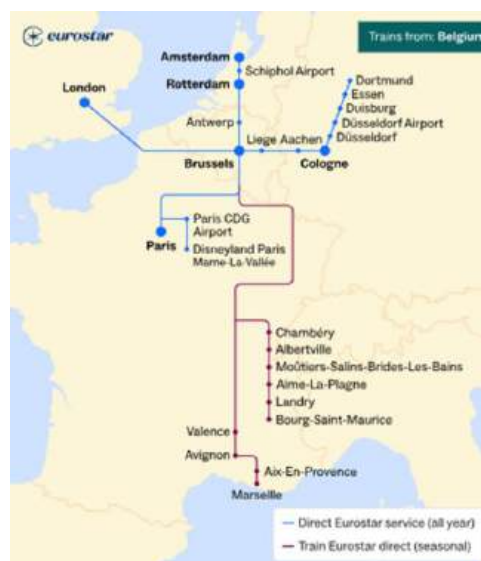 eurostar
Trains from: Belgium
Amsterdam
Schiphol Airport
Rotterdam
London
Antwerp
Brussels
Liege Aachen
Cologne
Dortmund
Essen
Duisburg
Düsseldorf Airport
Düsseldorf
Paris
Paris CDG
Airport
Disneyland Paris
Marne-La-Vallée
Chambéry
Albertville
Moûtiers-Salins-Brides-Les-Bains
Aime-La-Plagne
Landry
Bourg-Saint-Maurice
Valence
Avignon
Aix-En-Provence
Marseille
Direct Eurostar service (all year)
Train Eurostar direct (seasonal)